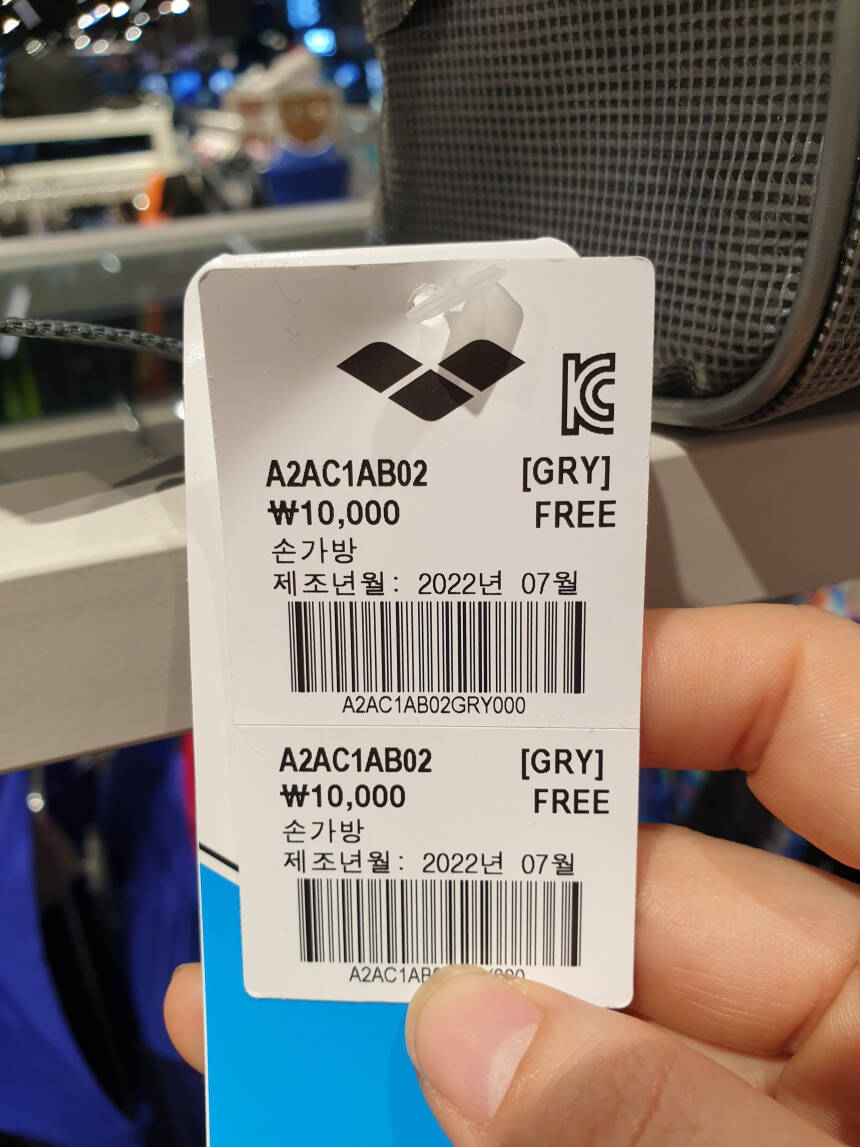 A2AC1AB02 [GRY]
₩10,000 FREE
손가방
제조년월: 2022년 07월
A2AC1AB02GRY000
A2AC1AB02 [GRY]
₩10,000 FREE
손가방
제조년월: 2022년 07월